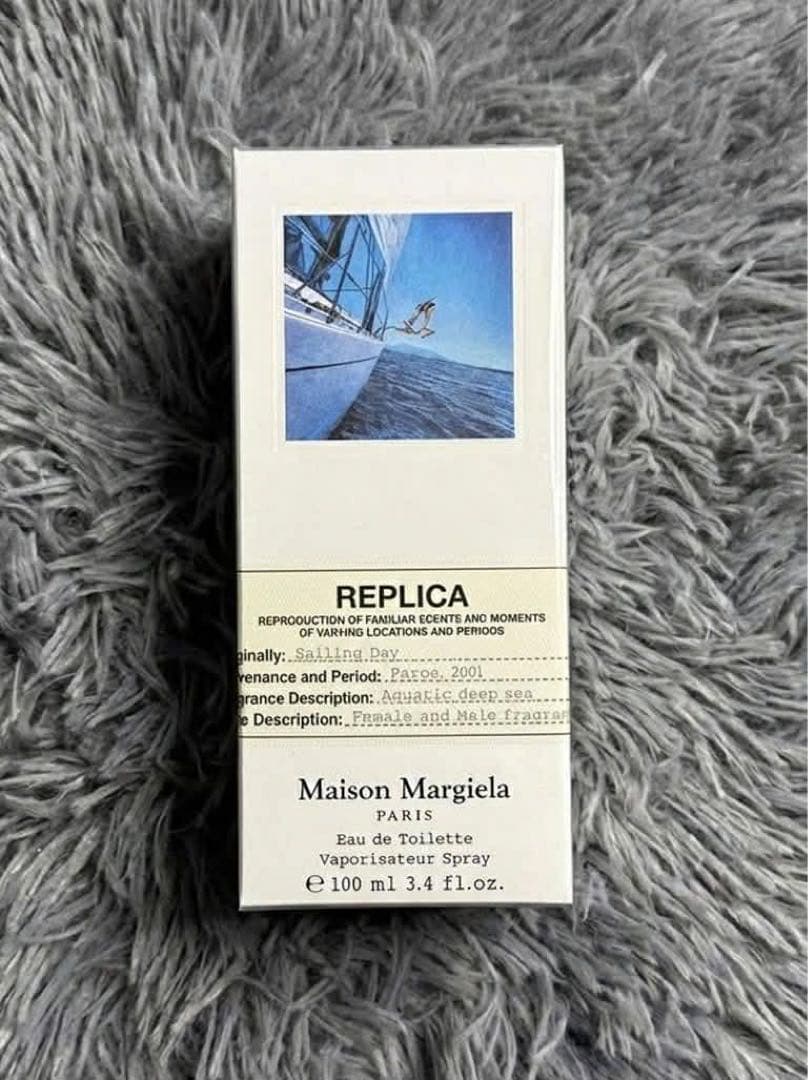 REPLICA
REPROOUCTION OF FAMILIAR ECENTS ANO MOMENTS
OF VARHNG LOCATIONS AND PERIOOS
ginally: Sailing Day
venance and Period: Paroe, 2001
grance Description: Aquatic deep sea
e Description: Female and Male fragran
Maison Margiela
PARIS
Eau de Toilette
Vaporisateur Spray
℮ 100 ml 3.4 fl.oz.